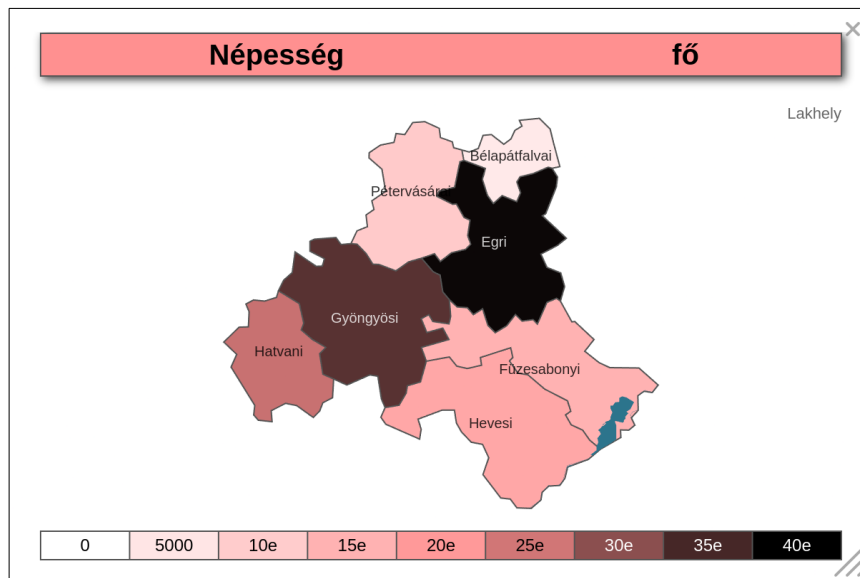 Népesség fő
Lakhely
Bélapátfalvai
Pétervásárai
Egri
Gyöngyösi
Hatvani
Füzesabonyi
Hevesi
0 5000 10e 15e 20e 25e 30e 35e 40e